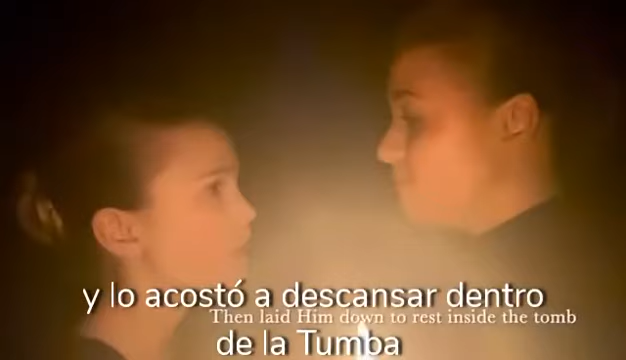 y lo acostó a descansar dentro
Then laid Him down to rest inside the tomb
de la Tumba